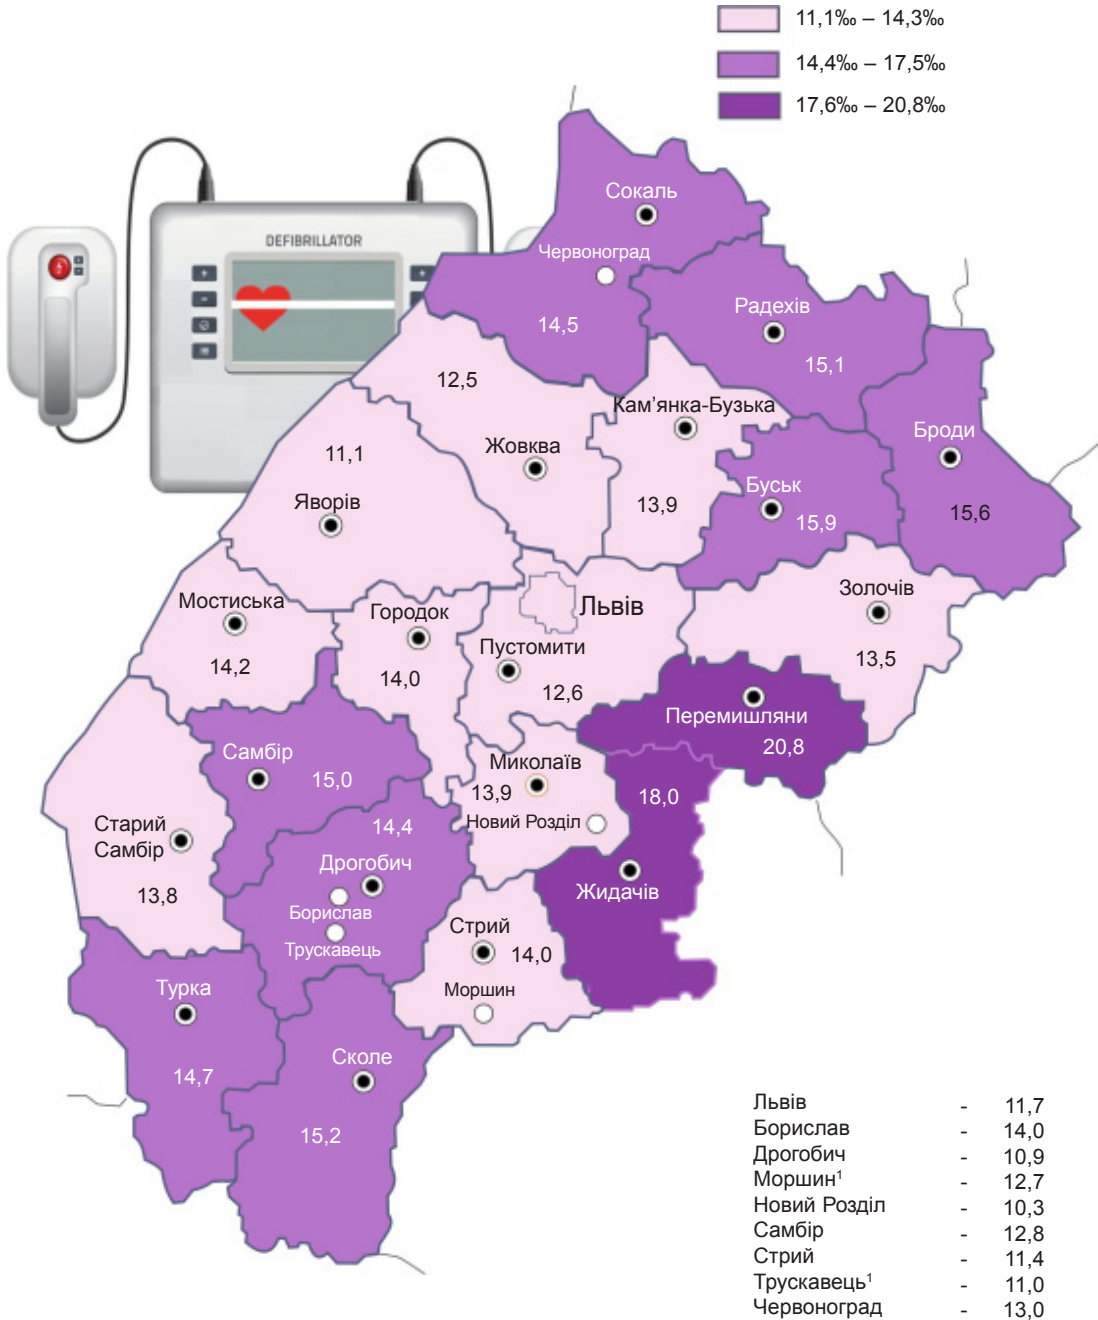 11,1‰ – 14,3‰
14,4‰ – 17,5‰
17,6‰ – 20,8‰
DEFIBRILLATOR
Сокаль
Червоноград
14,5
Радехів
15,1
12,5
Жовква
Кам’янка-Бузька
13,9
Броди
15,6
Буськ
15,9
11,1
Яворів
Мостиська
14,2
Городок
14,0
Львів
Пустомити
12,6
Золочів
13,5
Перемишляни
20,8
Самбір
15,0
Миколаїв
13,9
Новий Розділ
18,0
Жидачів
Старий
Самбір
13,8
14,4
Дрогобич
Борислав
Трускавець
Стрий
14,0
Моршин
Турка
14,7
Сколе
15,2
Львів - 11,7
Борислав - 14,0
Дрогобич - 10,9
Моршин¹ - 12,7
Новий Розділ - 10,3
Самбір - 12,8
Стрий - 11,4
Трускавець¹ - 11,0
Червоноград - 13,0